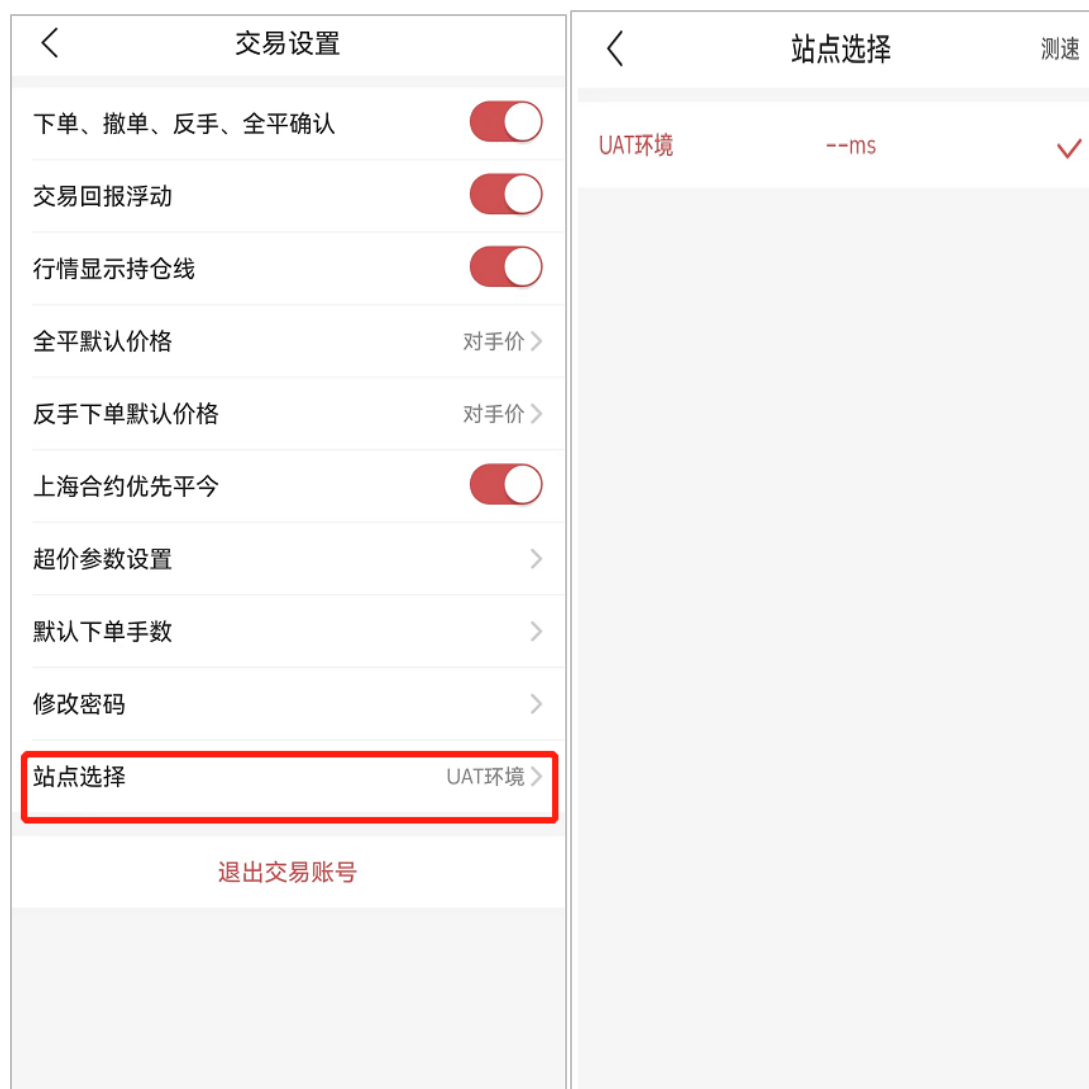 交易设置
下单、撤单、反手、全平确认
交易回报浮动
行情显示持仓线
全平默认价格 对手价
反手下单默认价格 对手价
上海合约优先平今
超价参数设置
默认下单手数
修改密码
站点选择 UAT环境
退出交易账号
站点选择 测速
UAT环境 --ms